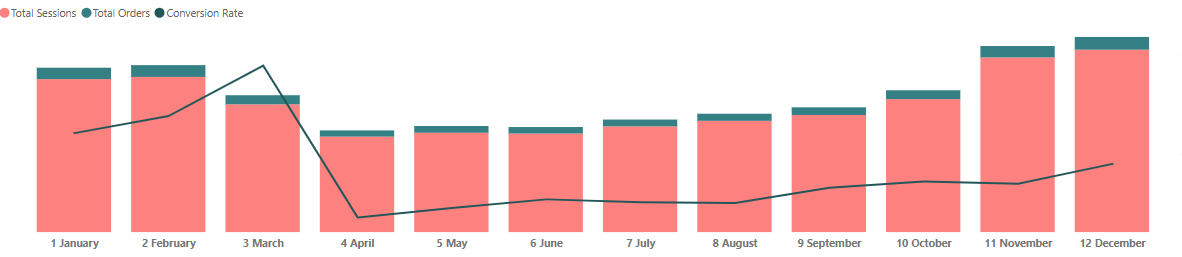 Total Sessions Total Orders Conversion Rate
1 January 2 February 3 March 4 April 5 May 6 June 7 July 8 August 9 September 10 October 11 November 12 December